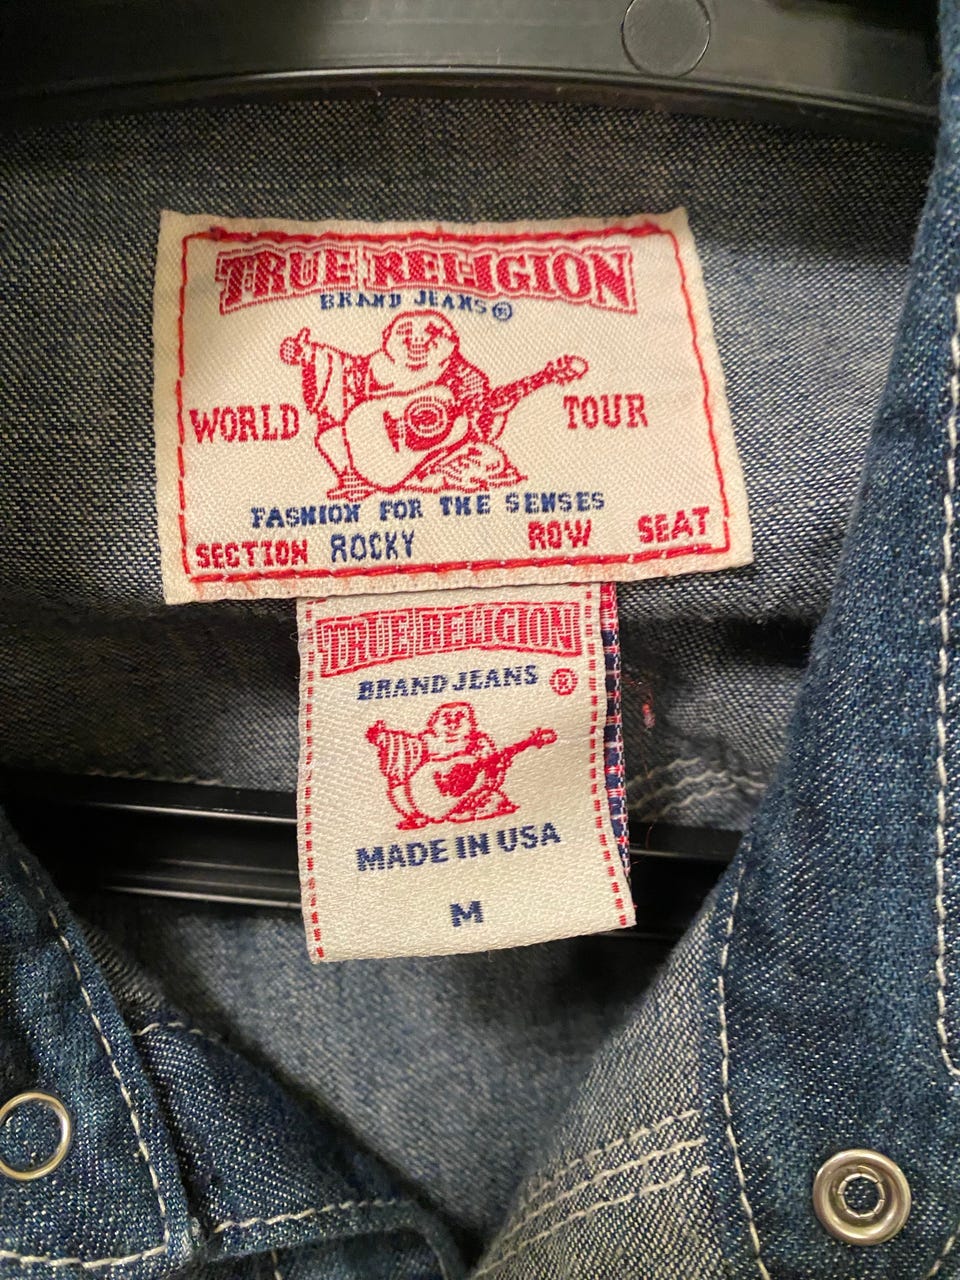 TRUE RELIGION
BRAND JEANS®
WORLD TOUR
FASHION FOR THE SENSES
SECTION ROCKY ROW SEAT
TRUE RELIGION
BRAND JEANS ®
MADE IN USA
M